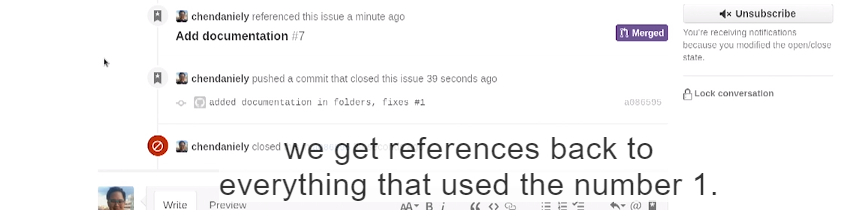 chendaniely referenced this issue a minute ago
Add documentation #7
Merged
chendaniely pushed a commit that closed this issue 39 seconds ago
added documentation in folders, fixes #1
a086595
chendaniely closed
we get references back to
everything that used the number 1.
Write Preview AA B i
Unsubscribe
You're receiving notifications
because you modified the open/close
state.
Lock conversation